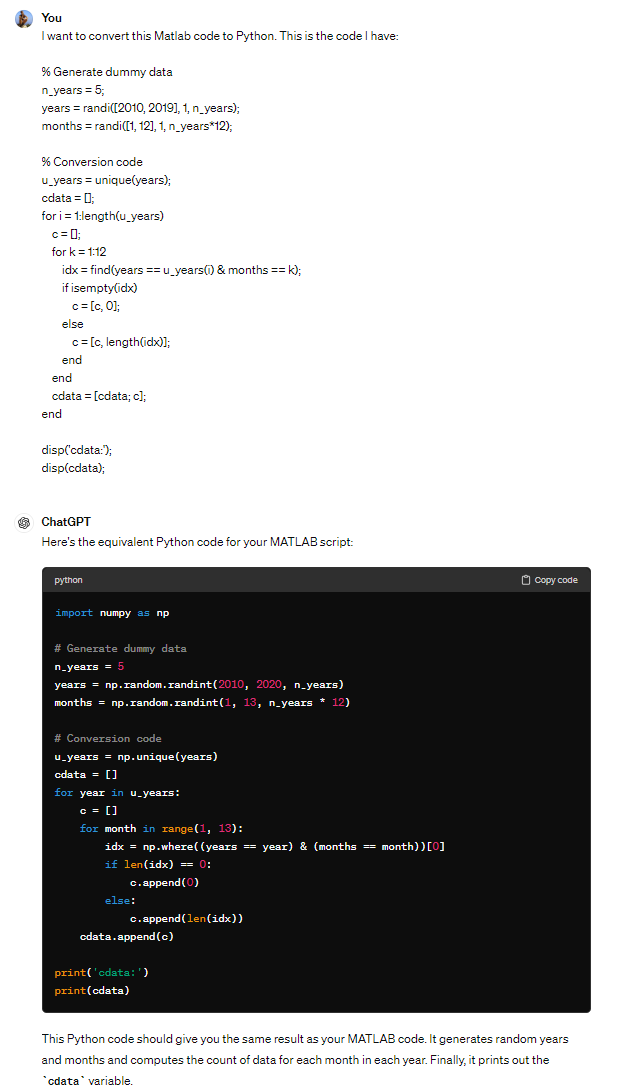 You
I want to convert this Matlab code to Python. This is the code I have:
% Generate dummy data
n_years = 5;
years = randi([2010, 2019], 1, n_years);
months = randi([1, 12], 1, n_years*12);
% Conversion code
u_years = unique(years);
cdata = [];
for i = 1:length(u_years)
c = [];
for k = 1:12
idx = find(years == u_years(i) & months == k);
if isempty(idx)
c = [c, 0];
else
c = [c, length(idx)];
end
end
cdata = [cdata; c];
end
disp('cdata:');
disp(cdata);
ChatGPT
Here's the equivalent Python code for your MATLAB script:
python Copy code
import numpy as np
# Generate dummy data
n_years = 5
years = np.random.randint(2010, 2020, n_years)
months = np.random.randint(1, 13, n_years * 12)
# Conversion code
u_years = np.unique(years)
cdata = []
for year in u_years:
c = []
for month in range(1, 13):
idx = np.where((years == year) & (months == month))[0]
if len(idx) == 0:
c.append(0)
else:
c.append(len(idx))
cdata.append(c)
print('cdata:')
print(cdata)
This Python code should give you the same result as your MATLAB code. It generates random years
and months and computes the count of data for each month in each year. Finally, it prints out the
`cdata` variable.